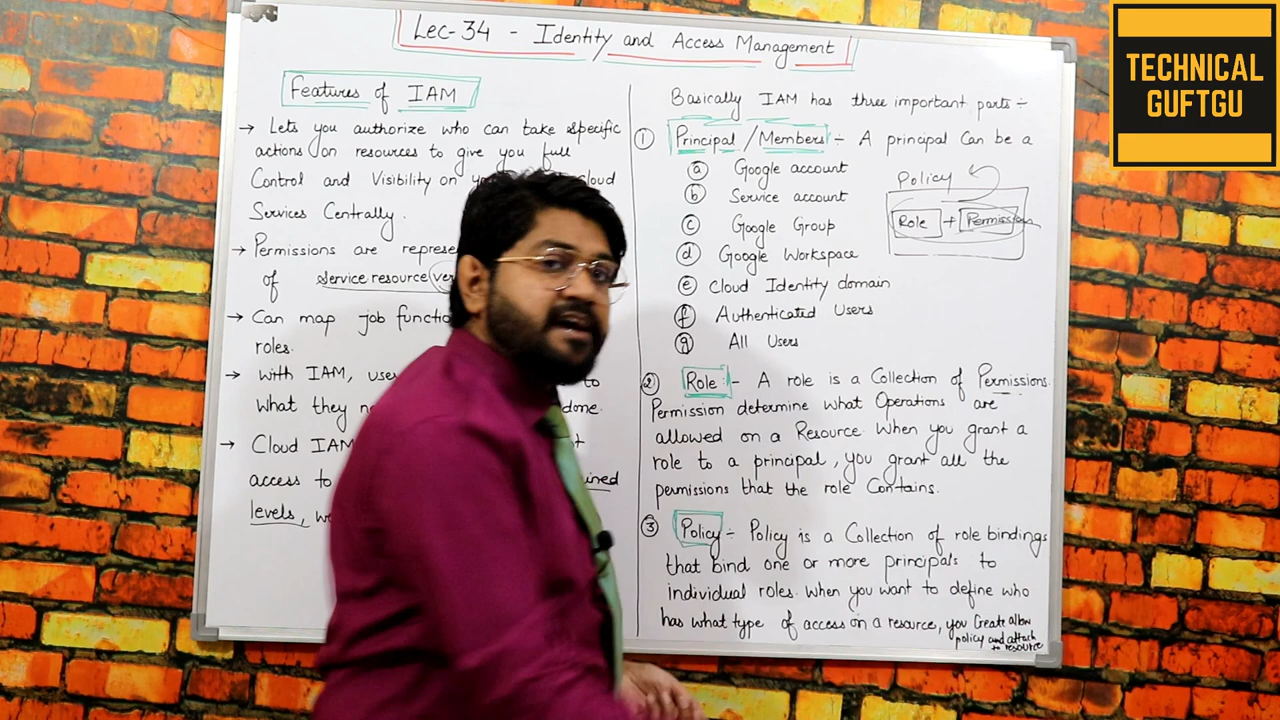 Lec-34 - Identity and Access Management
TECHNICAL
GUFTGU
Features of IAM
→ Lets you authorize who can take specific
actions on resources to give you full
Control and Visibility on cloud
Services Centrally.
→ Permissions are
of service resource
→ Can map job
roles.
→ With IAM, to
What they done.
→ Cloud IAM
access to
levels,
Basically IAM has three important parts :-
① Principal / Members :- A principal Can be a
ⓐ Google account
ⓑ Service account
ⓒ Google Group
ⓓ Google Workspace
ⓔ Cloud Identity domain
ⓕ Authenticated Users
ⓖ All Users
Policy
Role + Permissions
② Role :- A role is a Collection of Permissions.
Permission determine what Operations are
allowed on a Resource. When you grant a
role to a principal, you grant all the
permissions that the role Contains.
③ Policy :- Policy is a Collection of role bindings
that bind one or more principals to
individual roles. When you want to define who
has what type of access on a resource, you Create allow
policy and attach
to resource